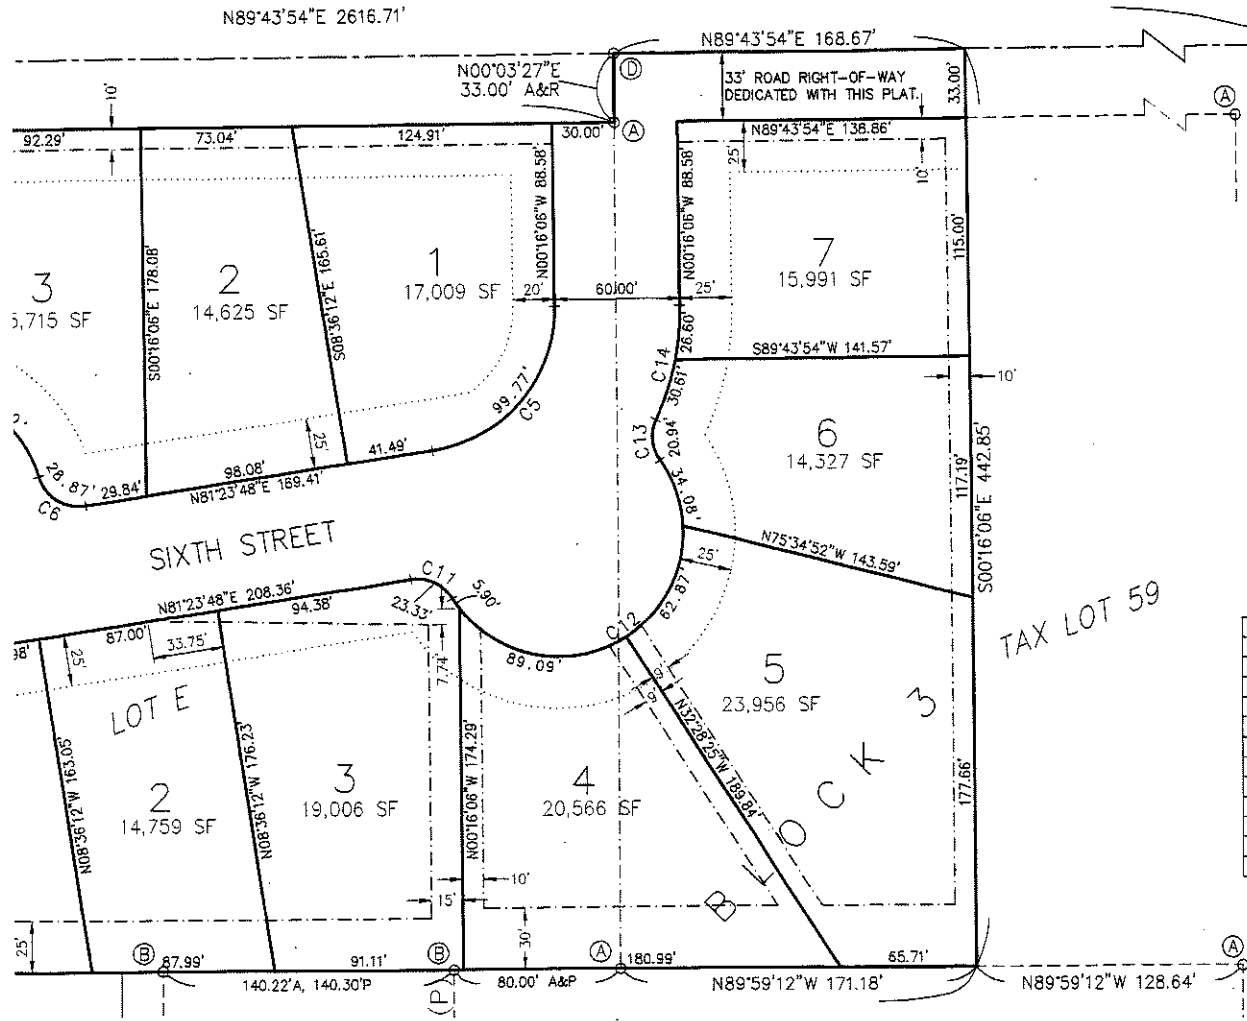 N89°43'54"E 2616.71'
N89°43'54"E 168.67'
N00°03'27"E
33.00' A&R
D
33' ROAD RIGHT-OF-WAY
DEDICATED WITH THIS PLAT.
33.00'
A
A
10'
92.29'
73.04'
124.91'
30.00'
N89°43'54"E 138.86'
25'
10'
N00°16'06"W 88.58'
N00°16'06"W 88.58'
115.00'
S00°16'06"E 178.08'
S08°36'12"E 165.61'
3
5,715 SF
2
14,625 SF
1
17,009 SF
7
15,991 SF
20'
60.00'
25'
26.60'
S89°43'54"W 141.57'
10'
C14
30.61'
99.77'
C5
C13
20.94'
6
14,327 SF
117.19'
S00°16'06"E 442.85'
25'
41.49'
98.08'
N81°23'48"E 169.41'
28.87'
C6
29.84'
34.08'
SIXTH STREET
N75°34'52"W 143.59'
25'
62.87'
C11
5.90'
23.33'
N81°23'48"E 208.36'
94.38'
87.00'
33.75'
98'
25'
7.74'
C12
89.09'
TAX LOT 59
LOT E
5
23,956 SF
N32°28'25"W 189.84'
N08°36'12"W 163.05'
N08°36'12"W 176.23'
N00°16'06"W 174.29'
2
14,759 SF
3
19,006 SF
4
20,566 SF
177.66'
B O C K 3
10'
15'
30'
25'
B
B
A
A
87.99'
91.11'
180.99'
65.71'
140.22'A, 140.30'P
(P)
80.00' A&P
N89°59'12"W 171.18'
N89°59'12"W 128.64'